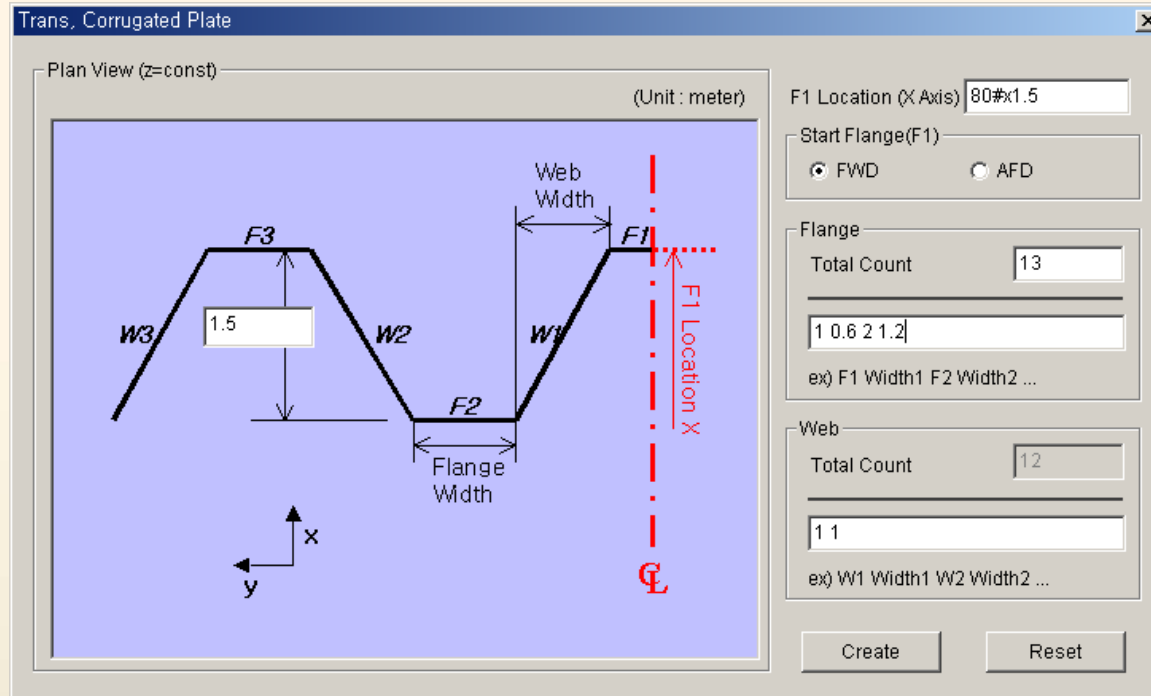 Trans, Corrugated Plate
Plan View (z=const)
(Unit : meter)
Web
Width
F3
F1
1.5
W3
W2
W1
F1 Location X
F2
Flange
Width
x
y
CL
F1 Location (X Axis) 80#x1.5
Start Flange(F1)
FWD AFD
Flange
Total Count 13
1 0.6 2 1.2
ex) F1 Width1 F2 Width2 ...
Web
Total Count 12
1 1
ex) W1 Width1 W2 Width2 ...
Create Reset